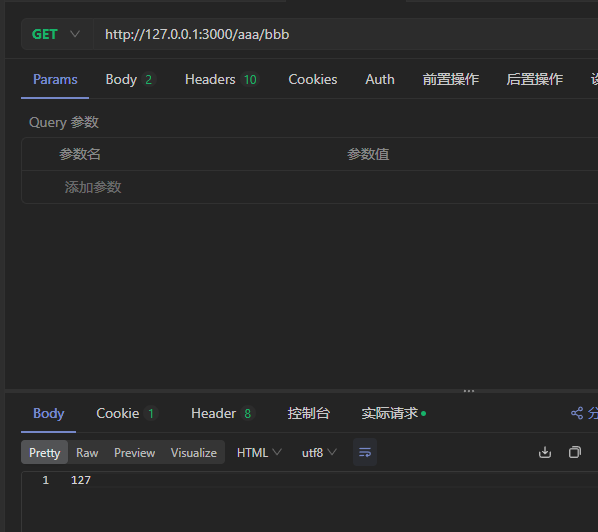 GET http://127.0.0.1:3000/aaa/bbb
Params Body 2 Headers 10 Cookies Auth 前置操作 后置操作
Query 参数
参数名 参数值
添加参数
Body Cookie 1 Header 8 控制台 实际请求 分
Pretty Raw Preview Visualize HTML utf8
1 127